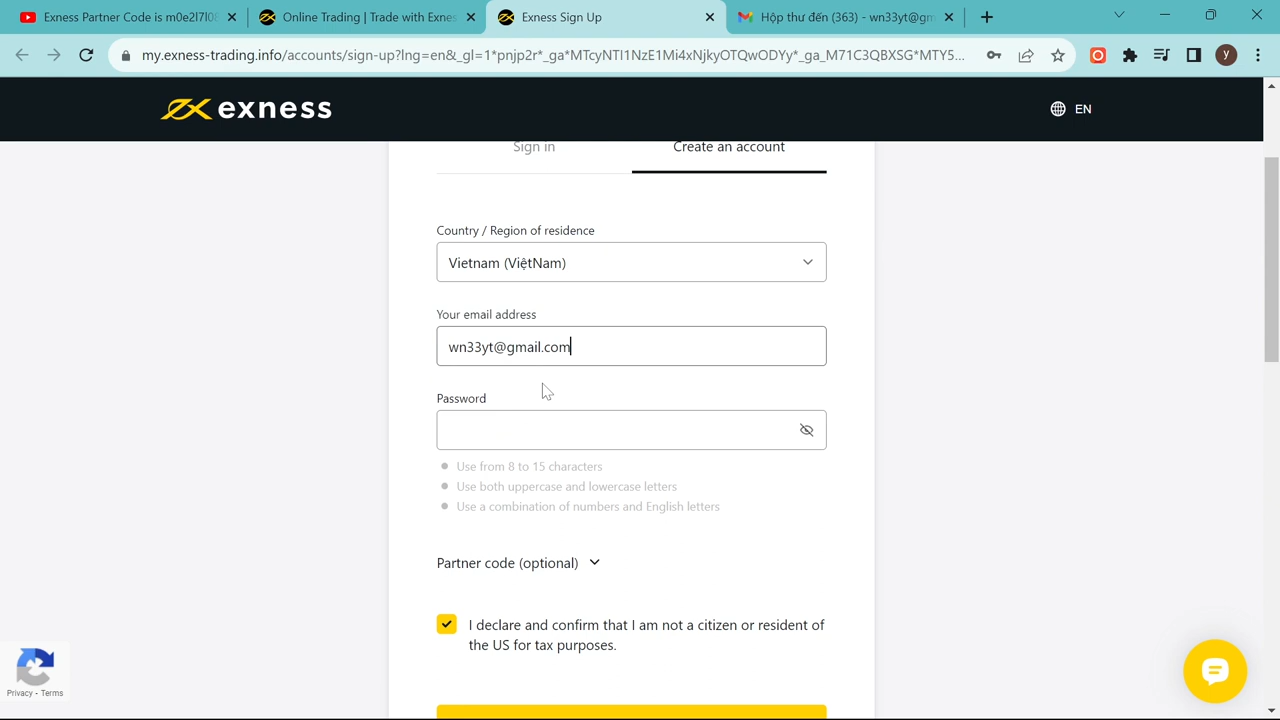 Exness Partner Code is m0e2l7l08
Online Trading | Trade with Exnes
Exness Sign Up
Hộp thư đến (363) - wn33yt@gm
my.exness-trading.info/accounts/sign-up?lng=en&_gl=1*pnjp2r*_ga*MTcyNTI1NzE1Mi4xNjkyOTQwODYy*_ga_M71C3QBXSG*MTY5...
y
exness
EN
Sign in
Create an account
Country / Region of residence
Vietnam (ViệtNam)
Your email address
wn33yt@gmail.com
Password
Use from 8 to 15 characters
Use both uppercase and lowercase letters
Use a combination of numbers and English letters
Partner code (optional)
I declare and confirm that I am not a citizen or resident of
the US for tax purposes.
Privacy - Terms